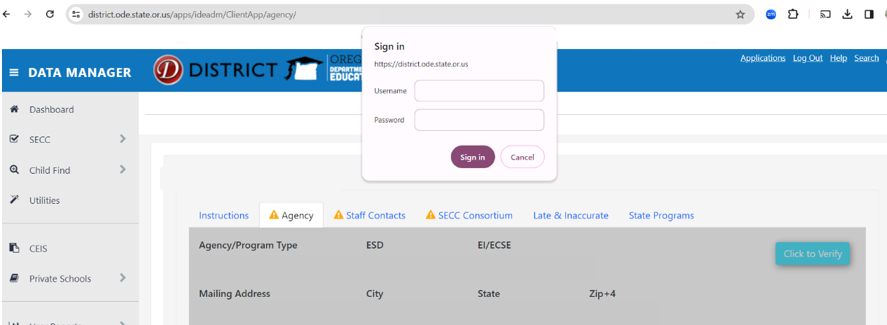 district.ode.state.or.us/apps/ideadm/ClientApp/agency/
Sign in
https://district.ode.state.or.us
Username
Password
Sign in Cancel
DATA MANAGER
D DISTRICT
OREG
DEPARTME
EDUCAT
Applications Log Out Help Search
Dashboard
SECC
Child Find
Utilities
CEIS
Private Schools
Instructions Agency Staff Contacts SECC Consortium Late & Inaccurate State Programs
Agency/Program Type ESD EI/ECSE
Click to Verify
Mailing Address City State Zip+4